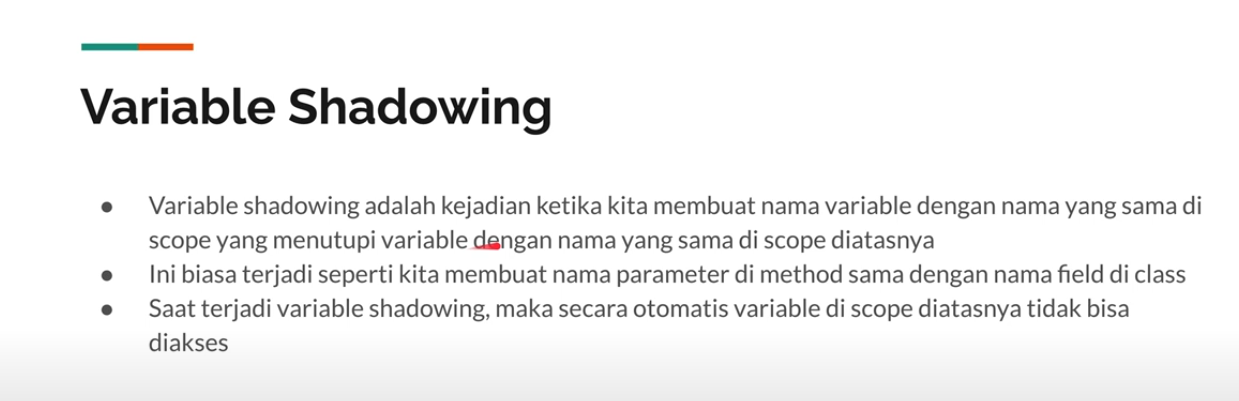 Variable Shadowing
● Variable shadowing adalah kejadian ketika kita membuat nama variable dengan nama yang sama di
scope yang menutupi variable dengan nama yang sama di scope diatasnya
● Ini biasa terjadi seperti kita membuat nama parameter di method sama dengan nama field di class
● Saat terjadi variable shadowing, maka secara otomatis variable di scope diatasnya tidak bisa
diakses